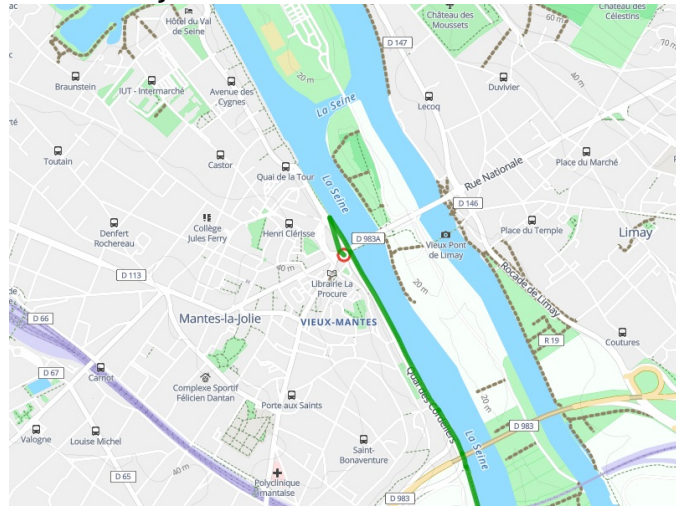 ac
Hôtel du Val
de Seine
D 147
Château des
Moussets
Château des
Célestins
70 m
20 m
40 m
Braunstein
IUT - Intermarché
Avenue des
Cygnes
La Seine
Lecoq
Duvivier
té
Toutain
Castor
Quai de la Tour
La Seine
Rue Nationale
Place du Marché
D 146
Denfert
Rochereau
Collège
Jules Ferry
Henri Clérisse
D 983A
Vieux Pont
de Limay
Place du Temple
Limay
D 113
40 m
Librairie La
Procure
20 m
Rocade de Limay
de
D 66
Mantes-la-Jolie
VIEUX-MANTES
R 19
Coutures
D 67
Carnot
Complexe Sportif
Félicien Dantan
Quai des Cordeliers
Porte aux Saints
20 m
D 983
Valogne
Louise Michel
Saint-
Bonaventure
La Seine
40 m
D 65
Polyclinique
mantaise
D 983